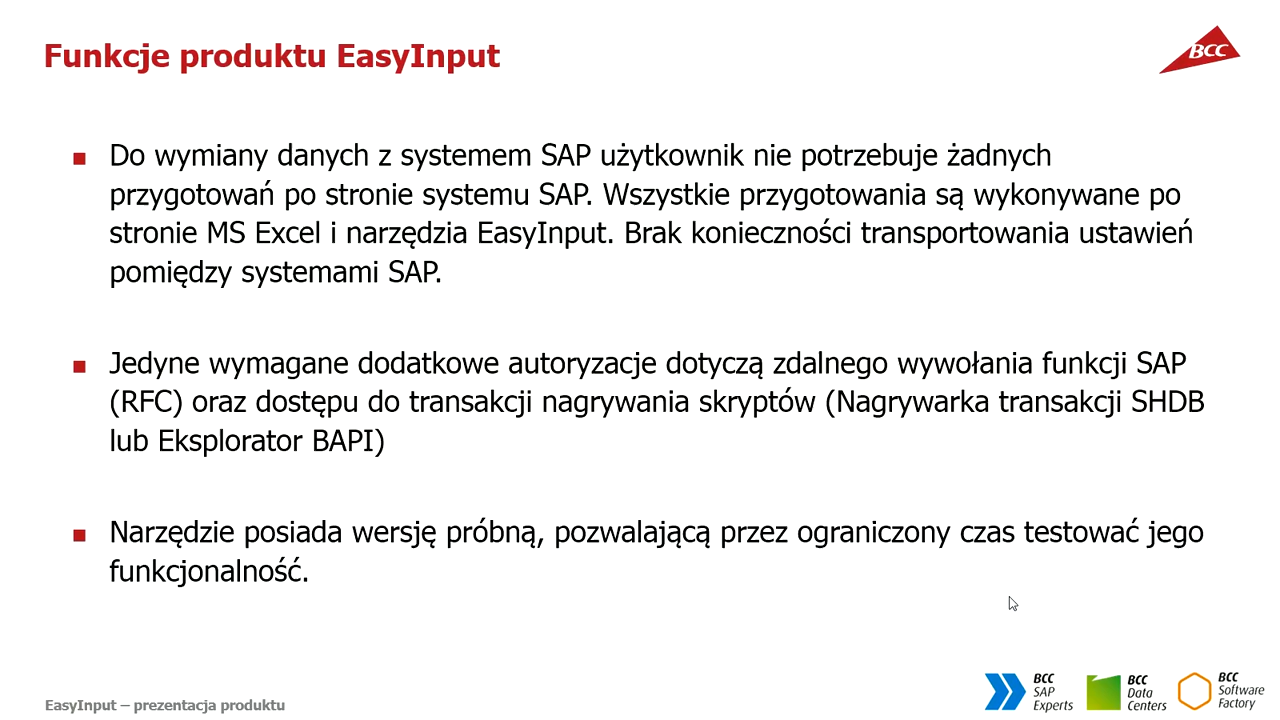 Funkcje produktu EasyInput
BCC
Do wymiany danych z systemem SAP użytkownik nie potrzebuje żadnych
przygotowań po stronie systemu SAP. Wszystkie przygotowania są wykonywane po
stronie MS Excel i narzędzia EasyInput. Brak konieczności transportowania ustawień
pomiędzy systemami SAP.
Jedyne wymagane dodatkowe autoryzacje dotyczą zdalnego wywołania funkcji SAP
(RFC) oraz dostępu do transakcji nagrywania skryptów (Nagrywarka transakcji SHDB
lub Eksplorator BAPI)
Narzędzie posiada wersję próbną, pozwalającą przez ograniczony czas testować jego
funkcjonalność.
EasyInput – prezentacja produktu
BCC
SAP
Experts
BCC
Data
Centers
BCC
Software
Factory